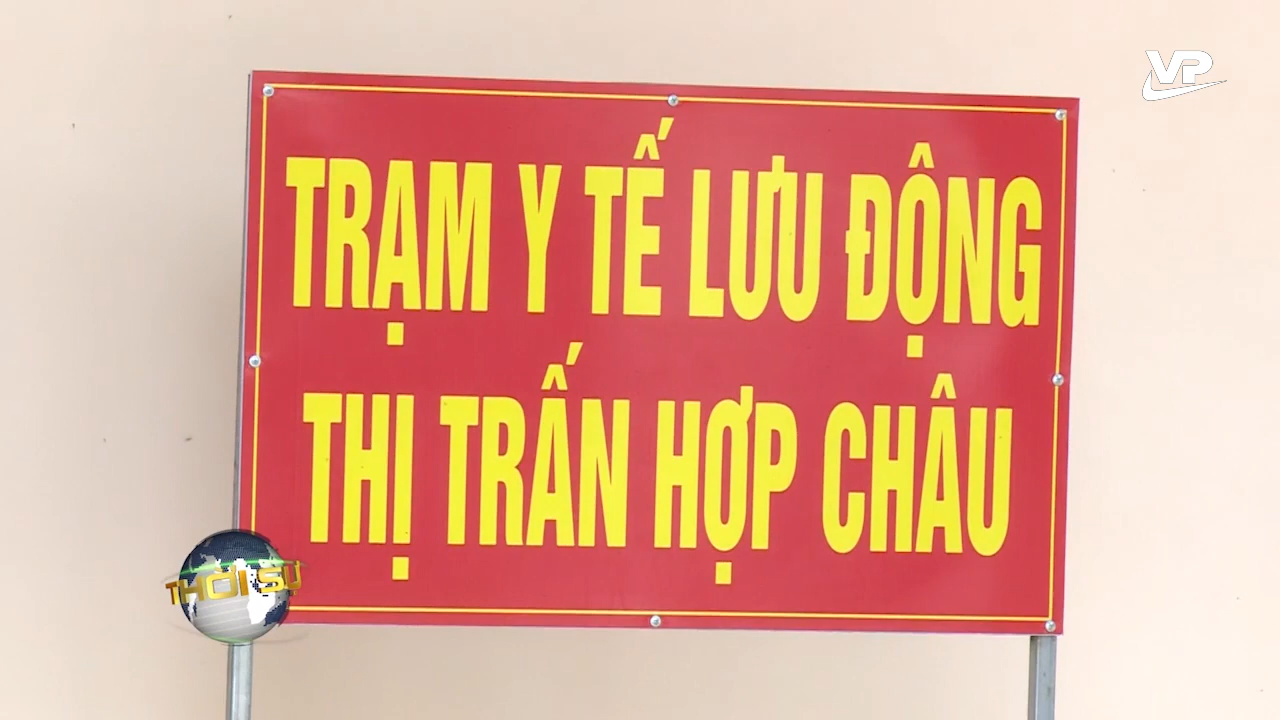 VP
TRẠM Y TẾ LƯU ĐỘNG
THỊ TRẤN HỢP CHÂU
THỜI SỰ